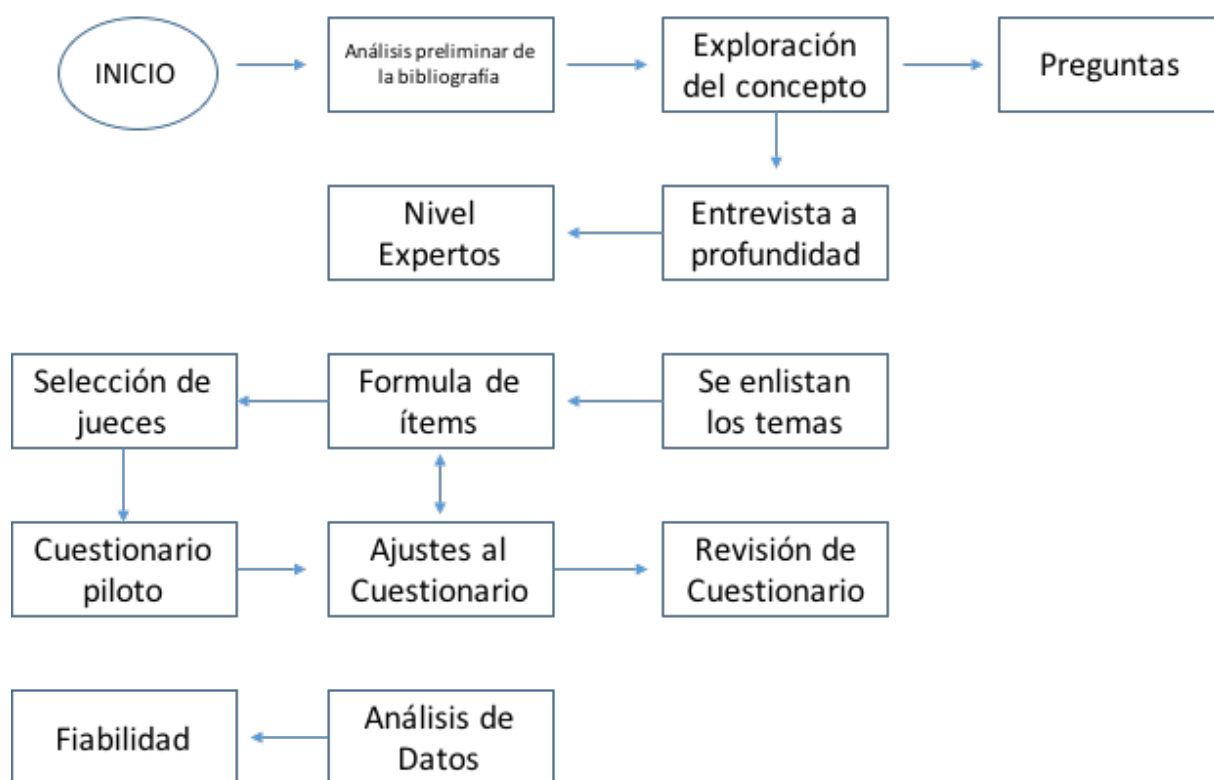 INICIO
Análisis preliminar de
la bibliografía
Exploración
del concepto
Preguntas
Nivel
Expertos
Entrevista a
profundidad
Selección de
jueces
Formula de
ítems
Se enlistan
los temas
Cuestionario
piloto
Ajustes al
Cuestionario
Revisión de
Cuestionario
Fiabilidad
Análisis de
Datos